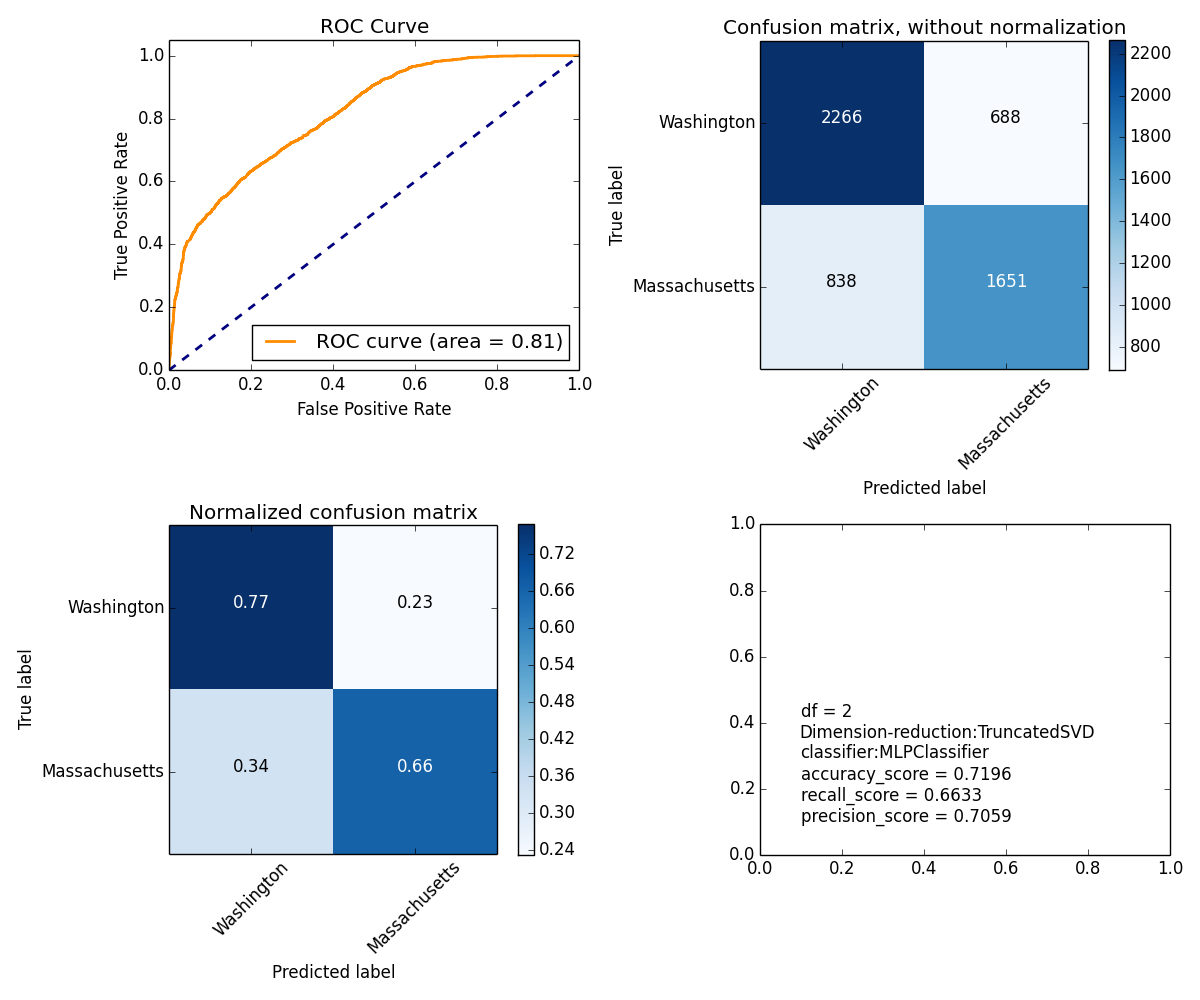 ROC Curve
1.0
0.8
0.6
0.4
0.2
0.0
True Positive Rate
ROC curve (area = 0.81)
0.0 0.2 0.4 0.6 0.8 1.0
False Positive Rate
Confusion matrix, without normalization
True label
Washington
2266 688
Massachusetts
838 1651
Washington Massachusetts
Predicted label
2200
2000
1800
1600
1400
1200
1000
800
Normalized confusion matrix
True label
Washington
0.77 0.23
Massachusetts
0.34 0.66
Washington Massachusetts
Predicted label
0.72
0.66
0.60
0.54
0.48
0.42
0.36
0.30
0.24
1.0
0.8
0.6
0.4
0.2
0.0
df = 2
Dimension-reduction:TruncatedSVD
classifier:MLPClassifier
accuracy_score = 0.7196
recall_score = 0.6633
precision_score = 0.7059
0.0 0.2 0.4 0.6 0.8 1.0